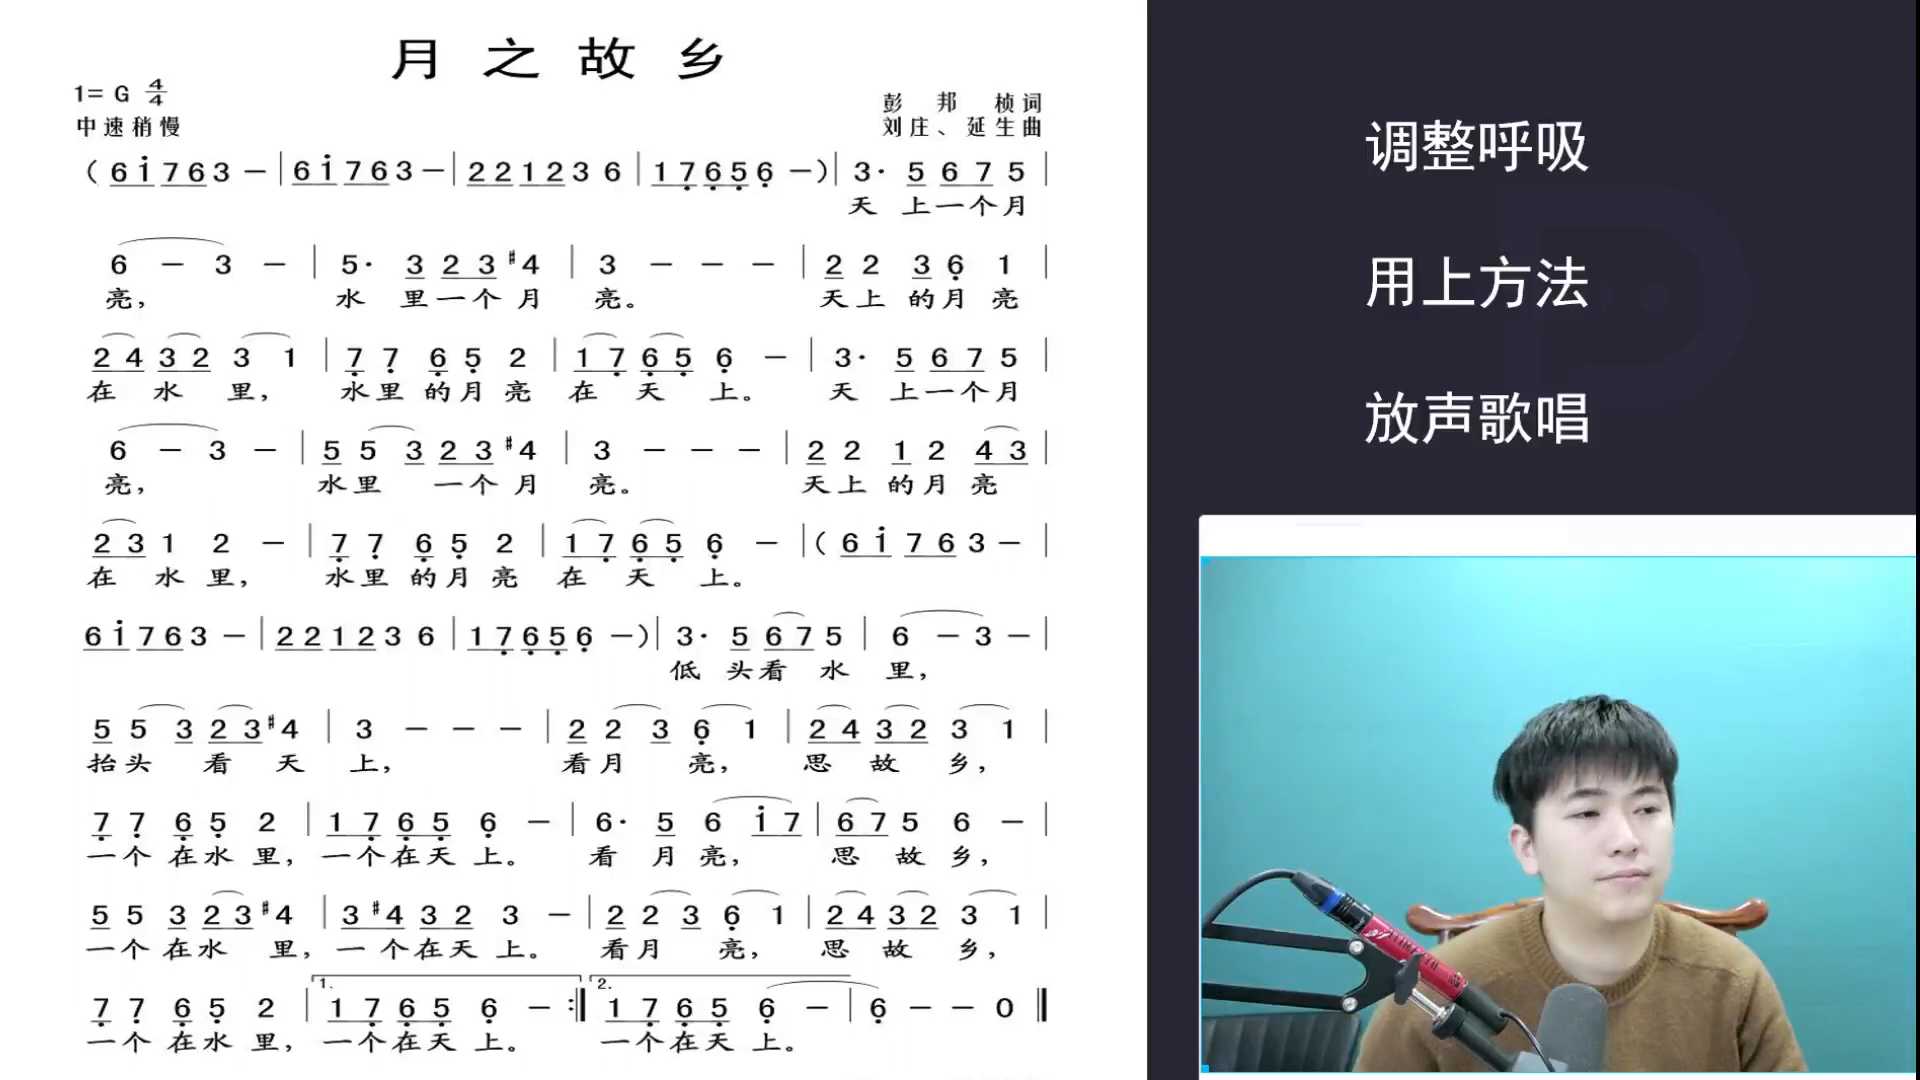 月之故乡
1= G 4/4
中速稍慢
彭邦桢词
刘庄、延生曲
( 6 i 7 6 3 — | 6 i 7 6 3 — | 2 2 1 2 3 6 | 1 7 6 5 6 — ) | 3· 5 6 7 5 |
天 上一个月
6 — 3 — | 5· 3 2 3 #4 | 3 — — — | 2 2 3 6 1 |
亮， 水 里一个月 亮。 天上的月亮
2 4 3 2 3 1 | 7 7 6 5 2 | 1 7 6 5 6 — | 3· 5 6 7 5 |
在 水 里， 水里的月亮 在 天 上。 天 上一个月
6 — 3 — | 5 5 3 2 3 #4 | 3 — — — | 2 2 1 2 4 3 |
亮， 水里 一个月 亮。 天上的月亮
2 3 1 2 — | 7 7 6 5 2 | 1 7 6 5 6 — | ( 6 i 7 6 3 — |
在 水 里， 水里的月亮 在 天 上。
6 i 7 6 3 — | 2 2 1 2 3 6 | 1 7 6 5 6 — ) | 3· 5 6 7 5 | 6 — 3 — |
低 头看 水 里，
5 5 3 2 3 #4 | 3 — — — | 2 2 3 6 1 | 2 4 3 2 3 1 |
抬头 看 天 上， 看月 亮， 思 故 乡，
7 7 6 5 2 | 1 7 6 5 6 — | 6· 5 6 i 7 | 6 7 5 6 — |
一个在水里， 一个在天上。 看 月亮， 思 故乡，
5 5 3 2 3 #4 | 3 #4 3 2 3 — | 2 2 3 6 1 | 2 4 3 2 3 1 |
一个在水 里， 一个在天上。 看月 亮， 思 故 乡，
1. 2.
7 7 6 5 2 | 1 7 6 5 6 — :‖ 1 7 6 5 6 — | 6 — — 0 ‖
一个在水里， 一个在天上。 一个在天上。
调整呼吸
用上方法
放声歌唱